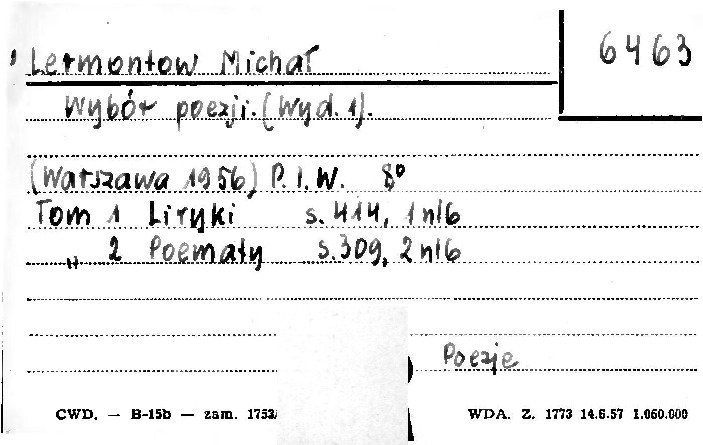 6463
Lermontow Michał
Wybór poezji. (Wyd. 1).
(Warszawa 1956) P.I.W. 8°
Tom 1 Liryki s. 414, 1 nlb
„ 2 Poematy s. 309, 2 nlb
Poezje
CWD. — B-15b — zam. 1753/ WDA. Z. 1773 14.6.57 1.060.000